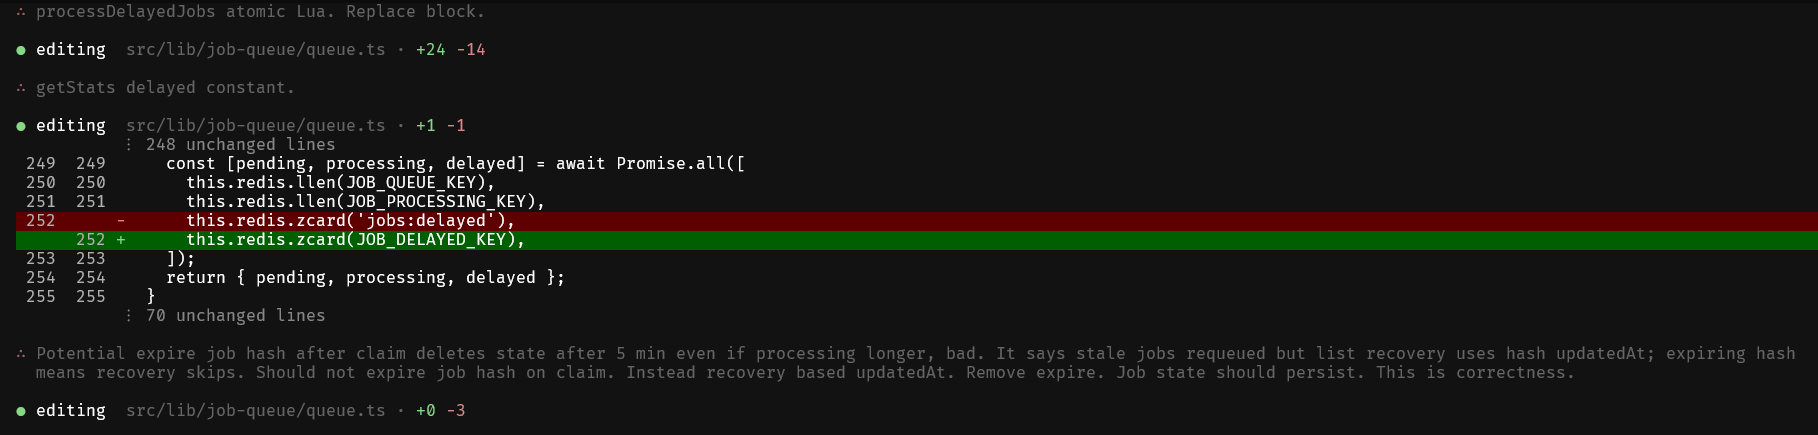 ∴ processDelayedJobs atomic Lua. Replace block.
● editing src/lib/job-queue/queue.ts · +24 -14
∴ getStats delayed constant.
● editing src/lib/job-queue/queue.ts · +1 -1
⋮ 248 unchanged lines
249 249 const [pending, processing, delayed] = await Promise.all([
250 250 this.redis.llen(JOB_QUEUE_KEY),
251 251 this.redis.llen(JOB_PROCESSING_KEY),
252 - this.redis.zcard('jobs:delayed'),
252 + this.redis.zcard(JOB_DELAYED_KEY),
253 253 ]);
254 254 return { pending, processing, delayed };
255 255 }
⋮ 70 unchanged lines
∴ Potential expire job hash after claim deletes state after 5 min even if processing longer, bad. It says stale jobs requeued but list recovery uses hash updatedAt; expiring hash
means recovery skips. Should not expire job hash on claim. Instead recovery based updatedAt. Remove expire. Job state should persist. This is correctness.
● editing src/lib/job-queue/queue.ts · +0 -3